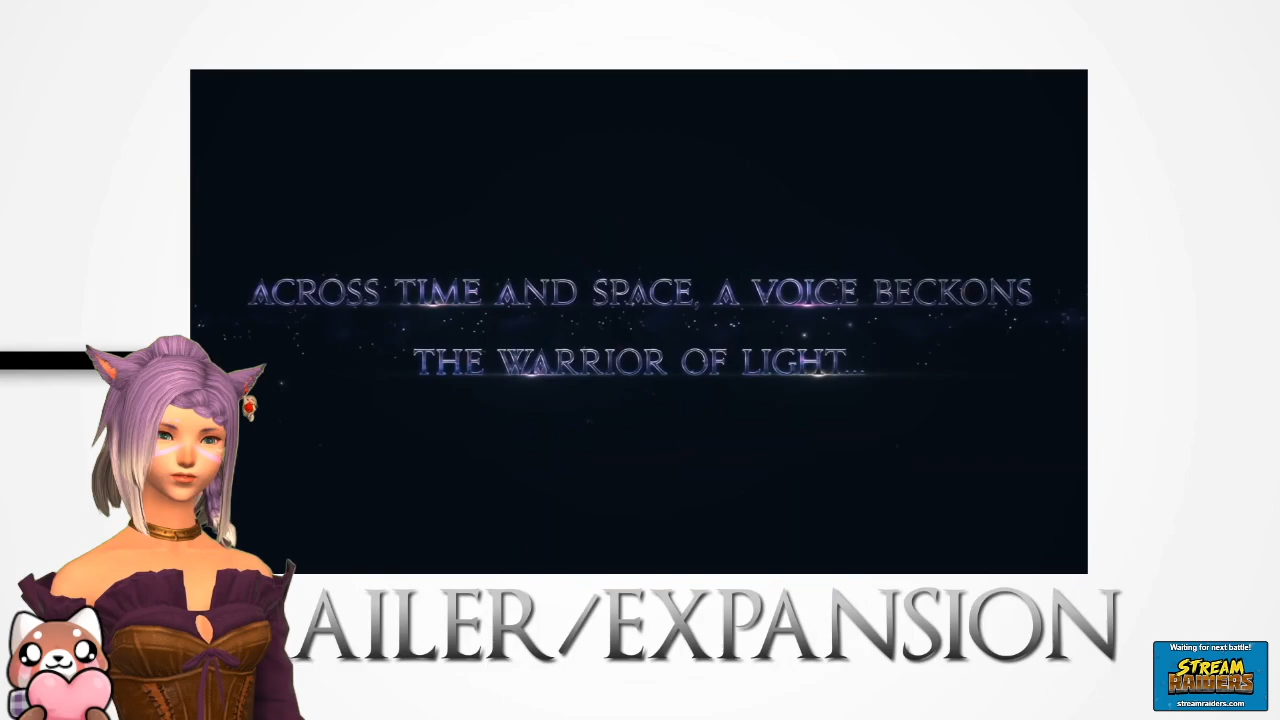 ACROSS TIME AND SPACE, A VOICE BECKONS
THE WARRIOR OF LIGHT...
AILER/EXPANSION
Waiting for next battle!
STREAM
RAIDERS
streamraiders.com